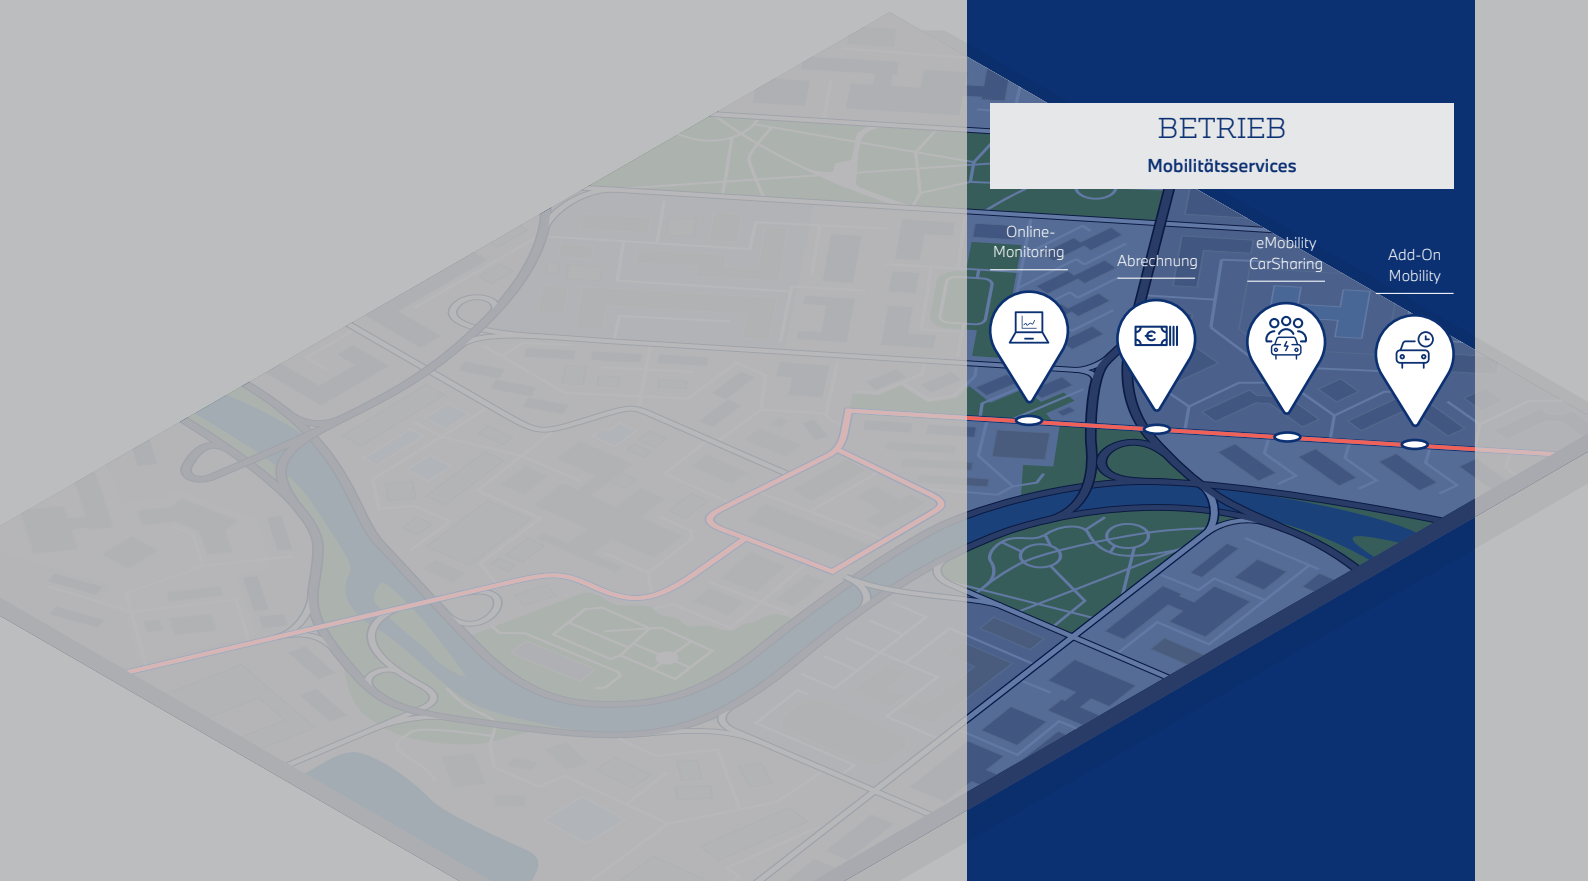 BETRIEB
Mobilitätsservices
Online-
Monitoring
Abrechnung
eMobility
CarSharing
Add-On
Mobility
€